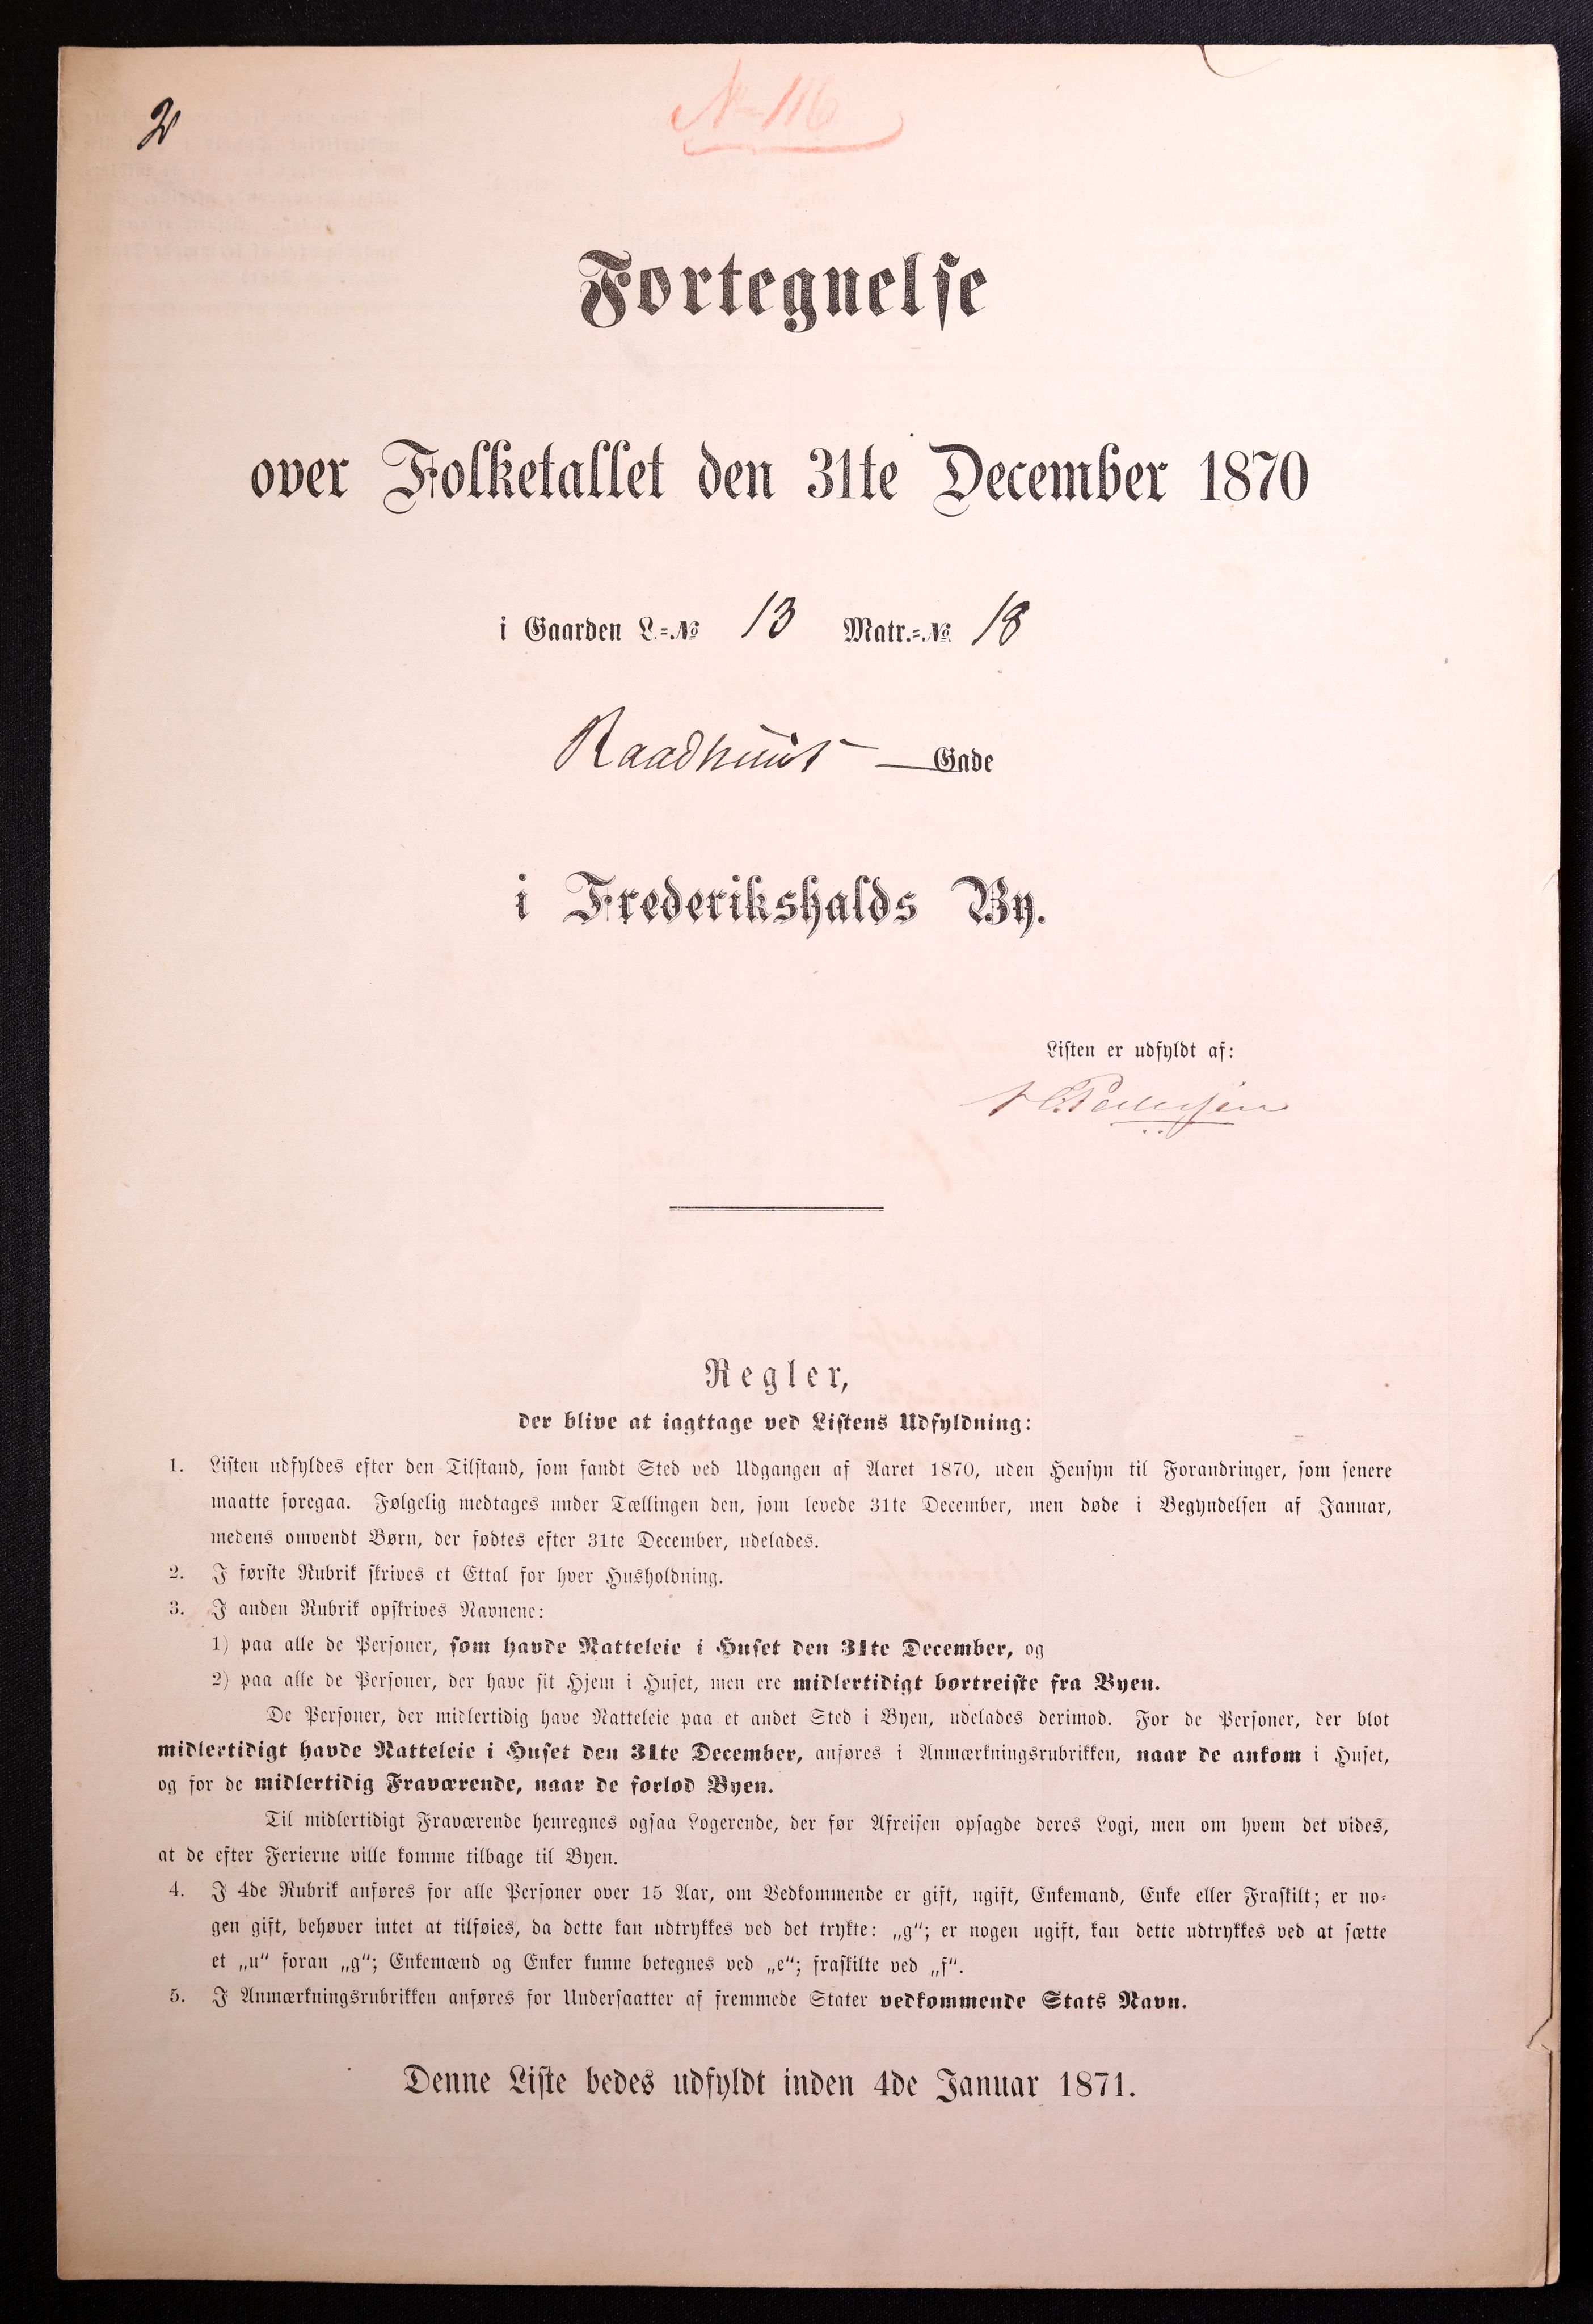 № 116
Fortegnelse
over Folketallet den 31te December 1870
i Gaarden L.=№ 13 Matr.=№ 18
Raadhuus — Gade
i Frederikshalds By.
Listen er udfyldt af:
Pedersen
Regler,
der blive at iagttage ved Listens Udfyldning:
1. Listen udfyldes efter den Tilstand, som fandt Sted ved Udgangen af Aaret 1870, uden Hensyn til Forandringer, som senere
maatte foregaa. Følgelig medtages under Tællingen den, som levede 31te December, men døde i Begyndelsen af Januar,
medens omvendt Børn, der fødtes efter 31te December, udelades.
2. I første Rubrik skrives et Ettal for hver Husholdning.
3. I anden Rubrik opskrives Navnene:
1) paa alle de Personer, som havde Natteleie i Huset den 31te December, og
2) paa alle de Personer, der have sit Hjem i Huset, men ere midlertidigt bortreiste fra Byen.
De Personer, der midlertidig have Natteleie paa et andet Sted i Byen, udelades derimod. For de Personer, der blot
midlertidigt havde Natteleie i Huset den 31te December, anføres i Anmærkningsrubrikken, naar de ankom i Huset,
og for de midlertidig Fraværende, naar de forlod Byen.
Til midlertidigt Fraværende henregnes ogsaa Logerende, der før Afreisen opsagde deres Logi, men om hvem det vides,
at de efter Ferierne ville komme tilbage til Byen.
4. I 4de Rubrik anføres for alle Personer over 15 Aar, om Vedkommende er gift, ugift, Enkemand, Enke eller Fraskilt; er no=
gen gift, behøver intet at tilføies, da dette kan udtrykkes ved det trykte: „g“; er nogen ugift, kan dette udtrykkes ved at sætte
et „u“ foran „g“; Enkemænd og Enker kunne betegnes ved „e“; fraskilte ved „f“.
5. I Anmærkningsrubrikken anføres for Undersaatter af fremmede Stater vedkommende Stats Navn.
Denne Liste bedes udfyldt inden 4de Januar 1871.